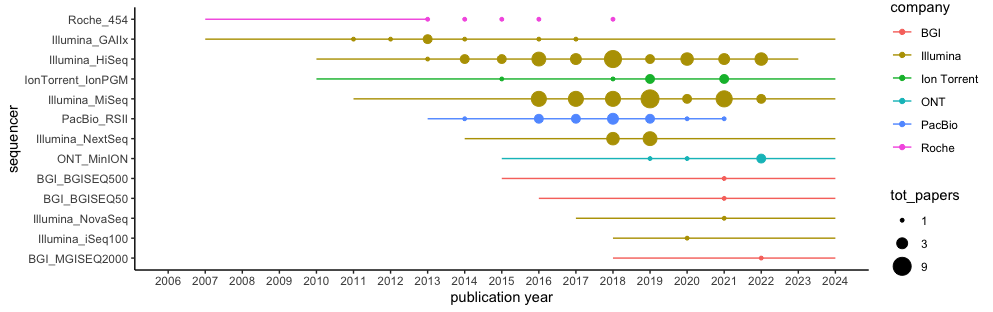 Roche_454
Illumina_GAIIx
Illumina_HiSeq
IonTorrent_IonPGM
Illumina_MiSeq
PacBio_RSII
Illumina_NextSeq
ONT_MinION
BGI_BGISEQ500
BGI_BGISEQ50
Illumina_NovaSeq
Illumina_iSeq100
BGI_MGISEQ2000
sequencer
2006 2007 2008 2009 2010 2011 2012 2013 2014 2015 2016 2017 2018 2019 2020 2021 2022 2023 2024
publication year
company
BGI
Illumina
Ion Torrent
ONT
PacBio
Roche
tot_papers
1
3
9